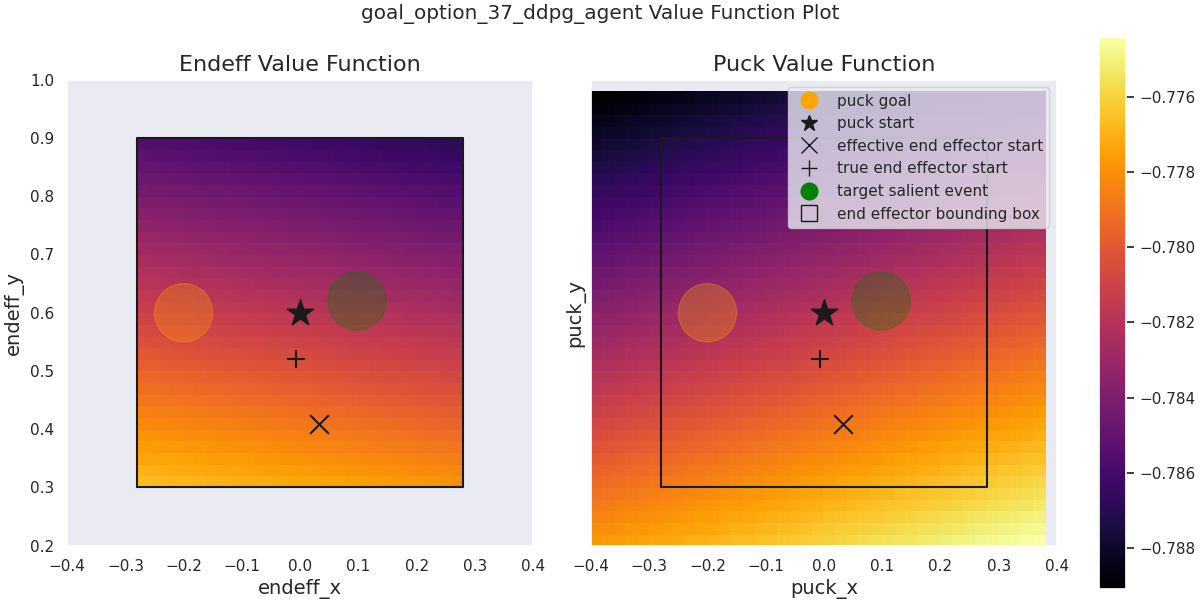 goal_option_37_ddpg_agent Value Function Plot
Endeff Value Function
1.0
0.9
0.8
0.7
0.6
0.5
0.4
0.3
0.2
endeff_y
−0.4 −0.3 −0.2 −0.1 0.0 0.1 0.2 0.3 0.4
endeff_x
Puck Value Function
puck goal
puck start
effective end effector start
true end effector start
target salient event
end effector bounding box
puck_y
−0.4 −0.3 −0.2 −0.1 0.0 0.1 0.2 0.3 0.4
puck_x
−0.776
−0.778
−0.780
−0.782
−0.784
−0.786
−0.788